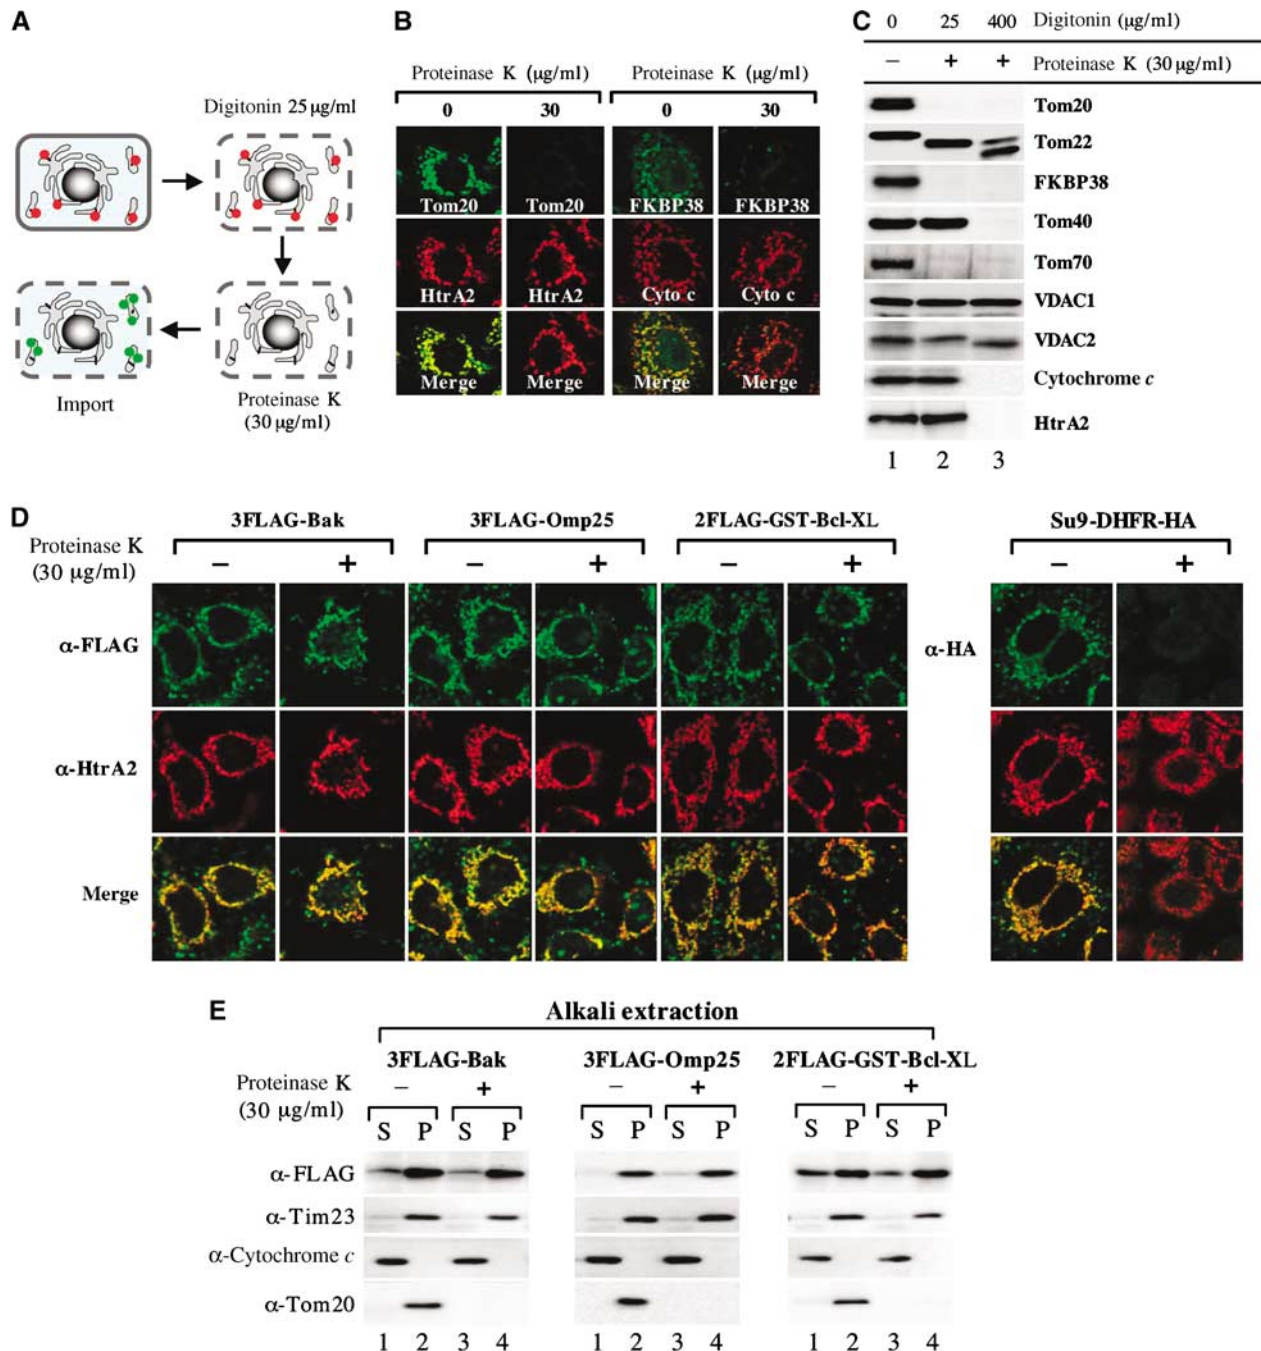 A
Digitonin 25 µg/ml
Import
Proteinase K
(30 µg/ml)
B
Proteinase K (µg/ml) Proteinase K (µg/ml)
0 30 0 30
Tom20 Tom20 FKBP38 FKBP38
HtrA2 HtrA2 Cyto c Cyto c
Merge Merge Merge Merge
C
0 25 400 Digitonin (µg/ml)
− + + Proteinase K (30 µg/ml)
Tom20
Tom22
FKBP38
Tom40
Tom70
VDAC1
VDAC2
Cytochrome c
HtrA2
1 2 3
D
3FLAG-Bak 3FLAG-Omp25 2FLAG-GST-Bcl-XL Su9-DHFR-HA
Proteinase K
(30 µg/ml)
− + − + − + − +
α-FLAG α-HA
α-HtrA2
Merge
E
Alkali extraction
3FLAG-Bak 3FLAG-Omp25 2FLAG-GST-Bcl-XL
Proteinase K
(30 µg/ml)
− + − + − +
S P S P S P S P S P S P
α-FLAG
α-Tim23
α-Cytochrome c
α-Tom20
1 2 3 4 1 2 3 4 1 2 3 4